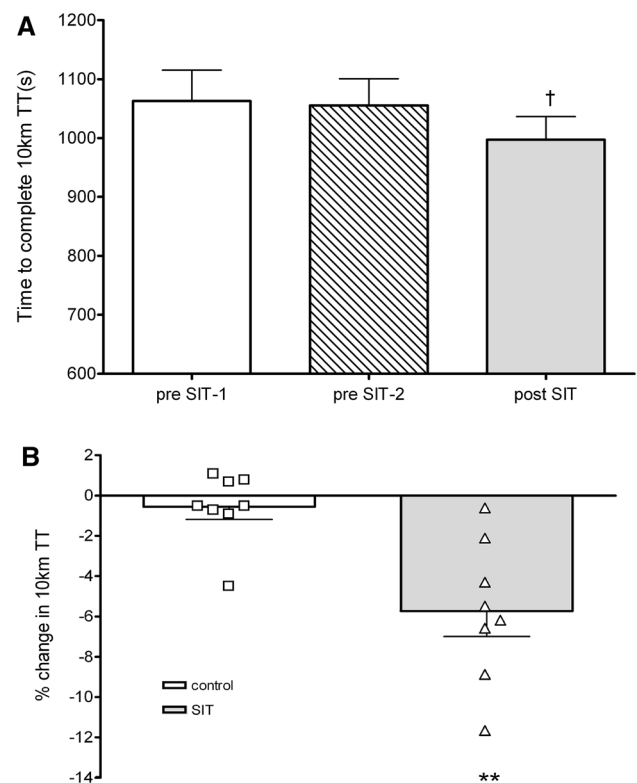 A
Time to complete 10km TT(s)
1200
1100
1000
900
800
700
600
†
pre SIT-1
pre SIT-2
post SIT
B
% change in 10km TT
2
0
-2
-4
-6
-8
-10
-12
-14
control
SIT
**